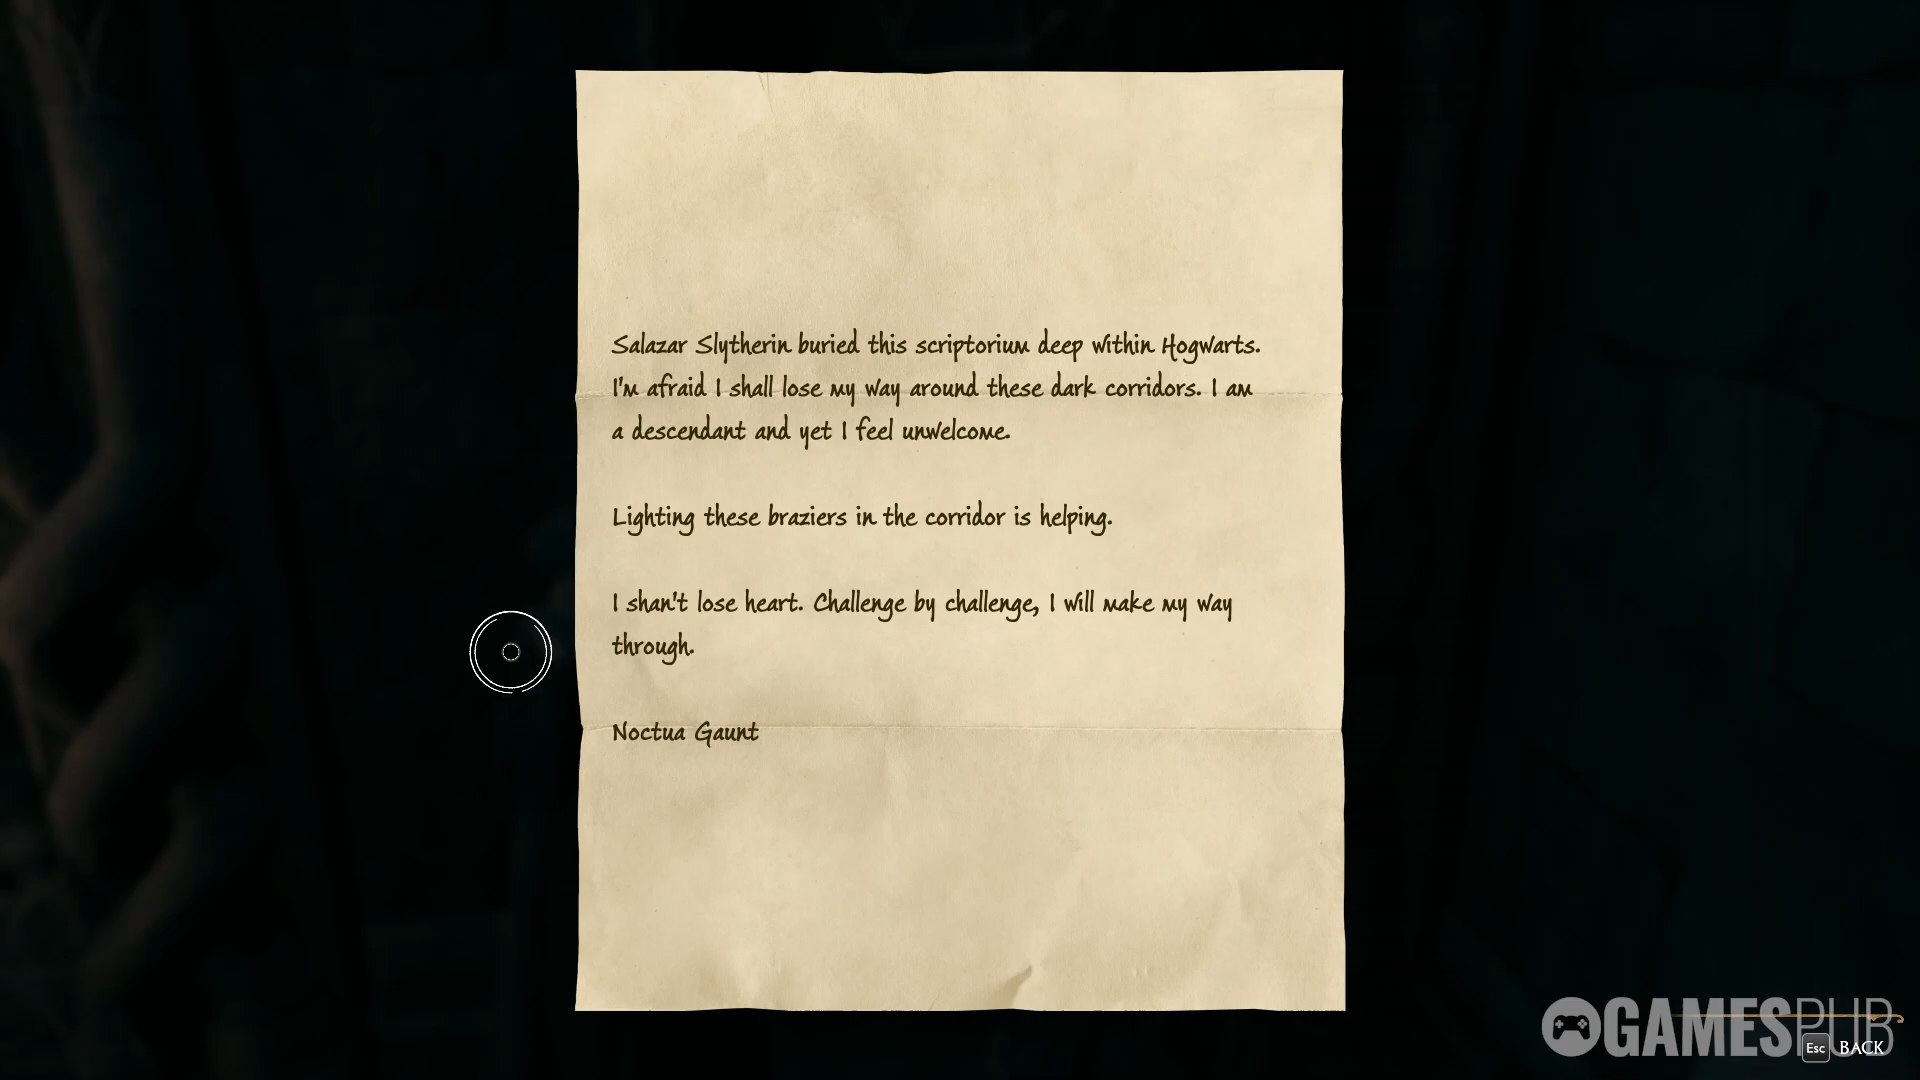 Salazar Slytherin buried this scriptorium deep within Hogwarts.
I'm afraid I shall lose my way around these dark corridors. I am
a descendant and yet I feel unwelcome.
Lighting these braziers in the corridor is helping.
I shan't lose heart. Challenge by challenge, I will make my way
through.
Noctua Gaunt
GAMESPUB
Esc BACK